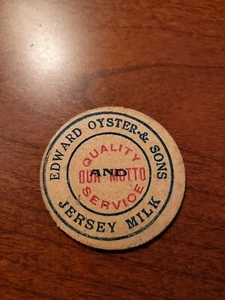 EDWARD OYSTER & SONS
JERSEY MILK
QUALITY
AND
OUR MOTTO
SERVICE